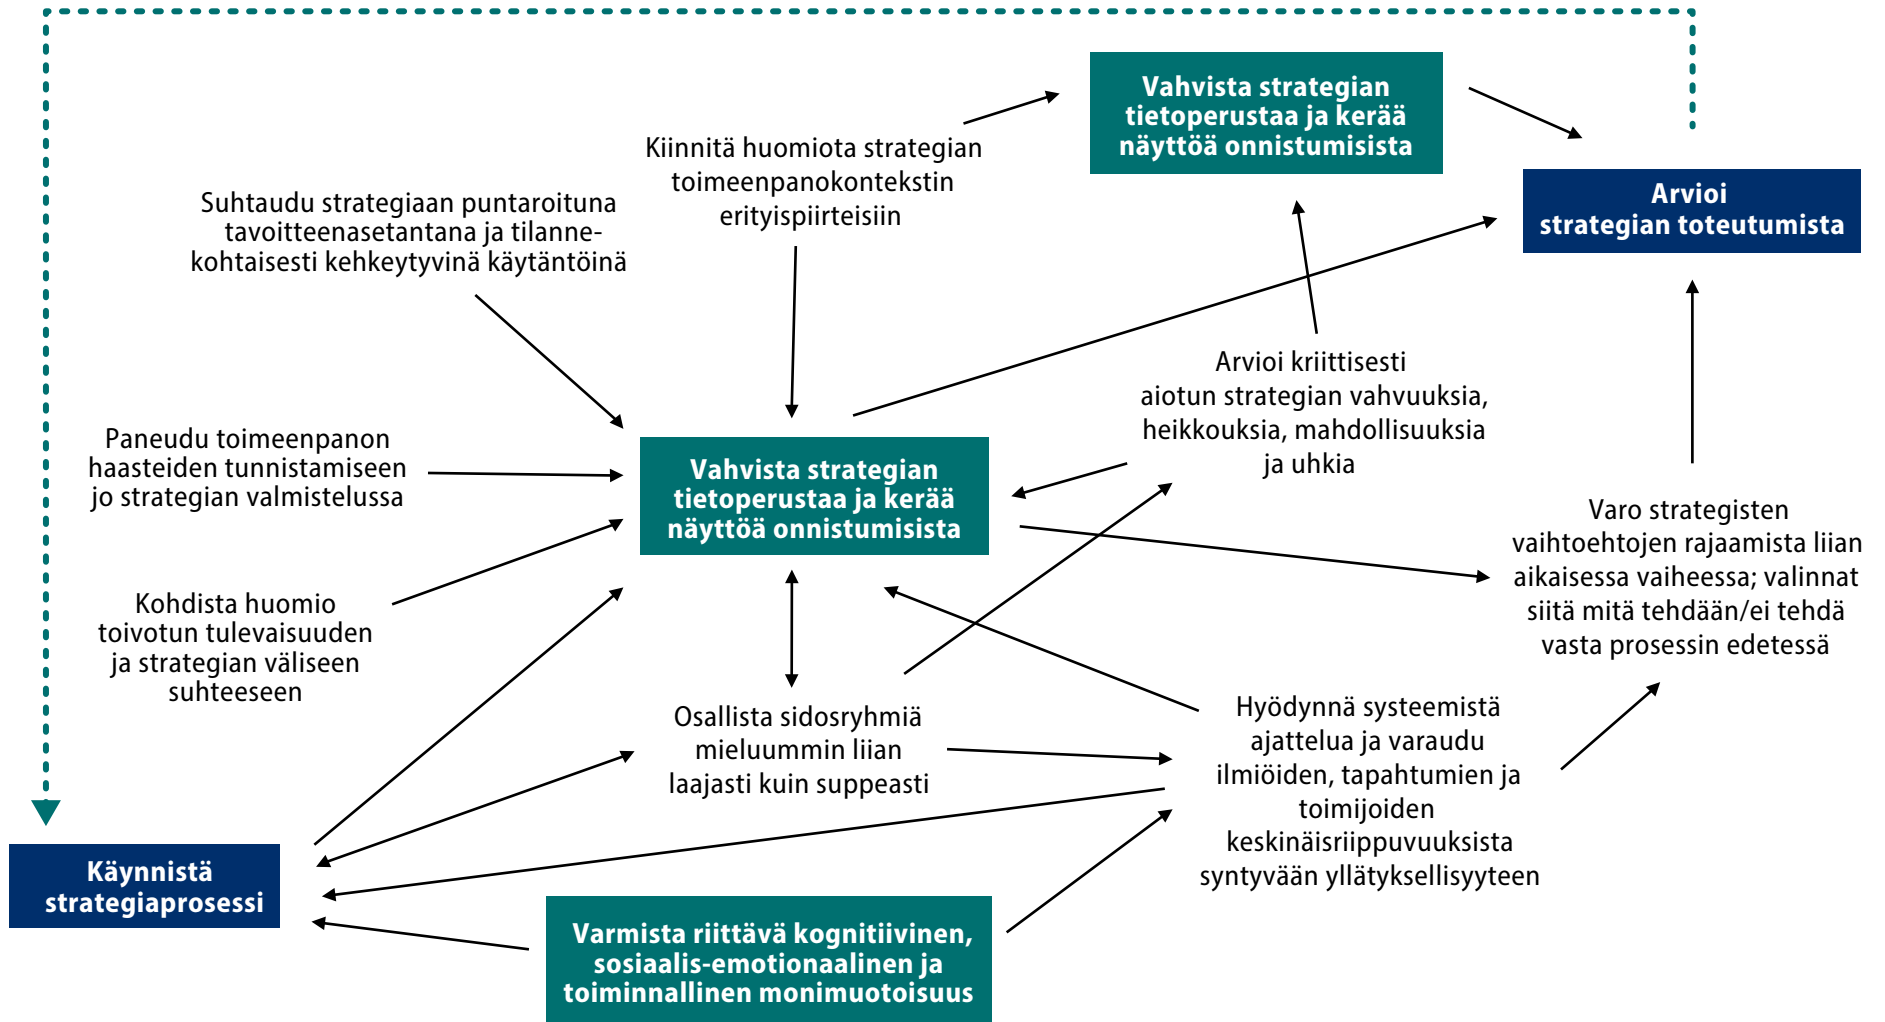 Vahvista strategian
tietoperustaa ja kerää
näyttöä onnistumisista
Kiinnitä huomiota strategian
toimeenpanokontekstin
erityispiirteisiin
Arvioi
strategian toteutumista
Suhtaudu strategiaan puntaroituna
tavoitteenasetantana ja tilanne-
kohtaisesti kehkeytyvinä käytäntöinä
Arvioi kriittisesti
aiotun strategian vahvuuksia,
heikkouksia, mahdollisuuksia
ja uhkia
Paneudu toimeenpanon
haasteiden tunnistamiseen
jo strategian valmistelussa
Vahvista strategian
tietoperustaa ja kerää
näyttöä onnistumisista
Varo strategisten
vaihtoehtojen rajaamista liian
aikaisessa vaiheessa; valinnat
siitä mitä tehdään/ei tehdä
vasta prosessin edetessä
Kohdista huomio
toivotun tulevaisuuden
ja strategian väliseen
suhteeseen
Osallista sidosryhmiä
mieluummin liian
laajasti kuin suppeasti
Hyödynnä systeemistä
ajattelua ja varaudu
ilmiöiden, tapahtumien ja
toimijoiden
keskinäisriippuvuuksista
syntyvään yllätyksellisyyteen
Käynnistä
strategiaprosessi
Varmista riittävä kognitiivinen,
sosiaalis-emotionaalinen ja
toiminnallinen monimuotoisuus